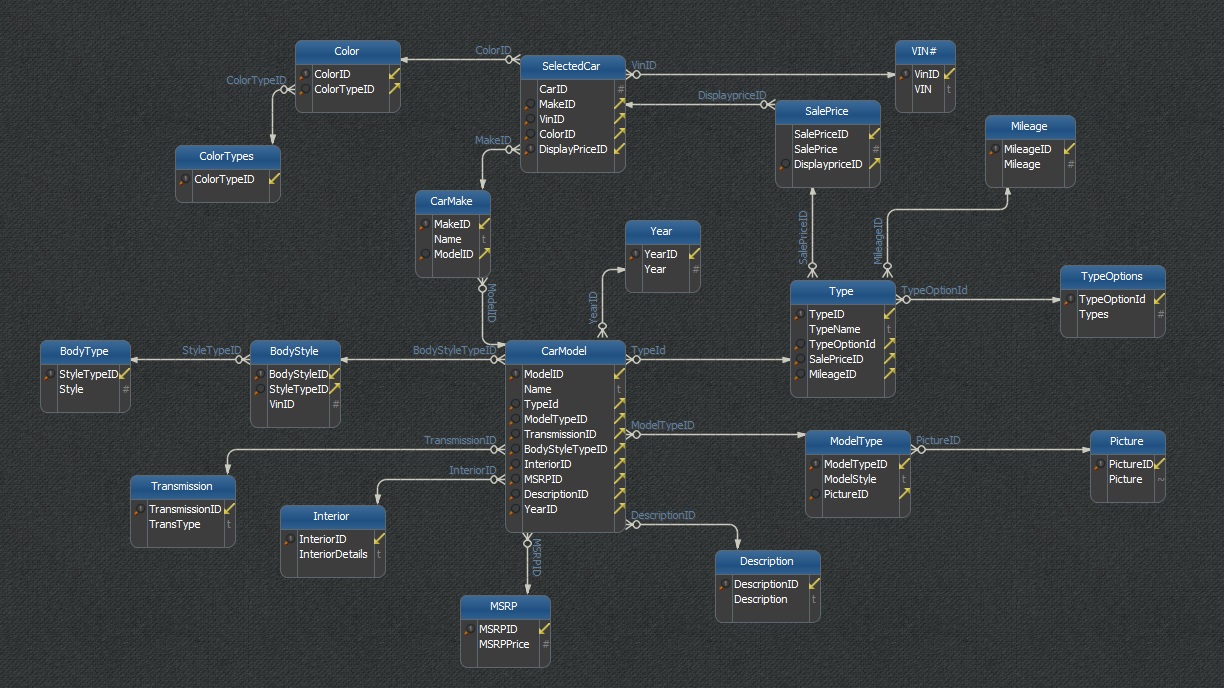 Color
ColorID
ColorTypeID
ColorID
ColorTypeID
ColorTypes
ColorTypeID
SelectedCar
CarID
#
MakeID
VinID
ColorID
DisplayPriceID
VinID
VIN#
VinID
VIN
t
DisplaypriceID
SalePrice
SalePriceID
SalePrice
#
DisplaypriceID
Mileage
MileageID
Mileage
#
MakeID
CarMake
MakeID
Name
t
ModelID
ModelID
Year
YearID
Year
#
YearID
SalePriceID
MileageID
Type
TypeID
TypeName
t
TypeOptionId
SalePriceID
MileageID
TypeOptionId
TypeOptions
TypeOptionId
Types
#
BodyType
StyleTypeID
Style
#
StyleTypeID
BodyStyle
BodyStyleID
StyleTypeID
VinID
#
BodyStyleTypeID
CarModel
ModelID
Name
t
TypeId
ModelTypeID
TransmissionID
BodyStyleTypeID
InteriorID
MSRPID
DescriptionID
YearID
TypeId
ModelTypeID
ModelType
ModelTypeID
ModelStyle
t
PictureID
PictureID
Picture
PictureID
Picture
~
TransmissionID
Transmission
TransmissionID
TransType
t
InteriorID
Interior
InteriorID
InteriorDetails
t
MSRPID
MSRP
MSRPID
MSRPPrice
#
DescriptionID
Description
DescriptionID
Description
t